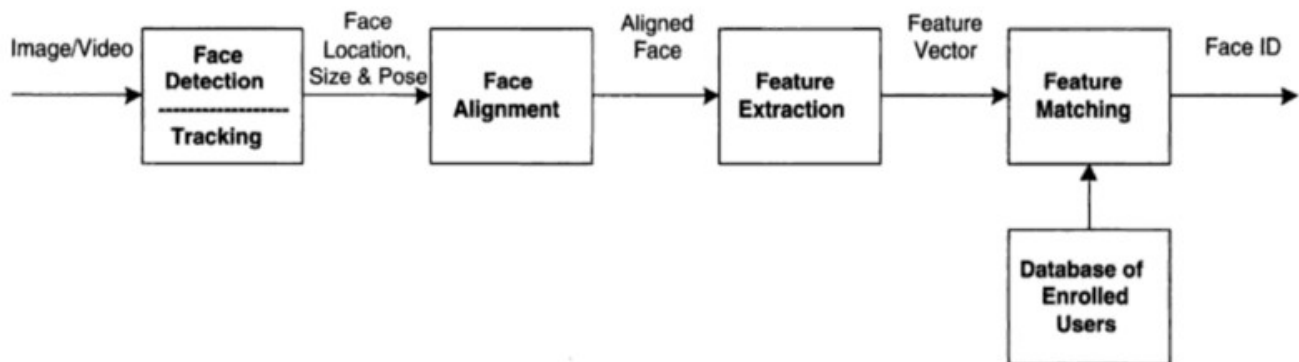 Image/Video
Face
Detection
Tracking
Face
Location,
Size & Pose
Face
Alignment
Aligned
Face
Feature
Extraction
Feature
Vector
Feature
Matching
Face ID
Database of
Enrolled
Users